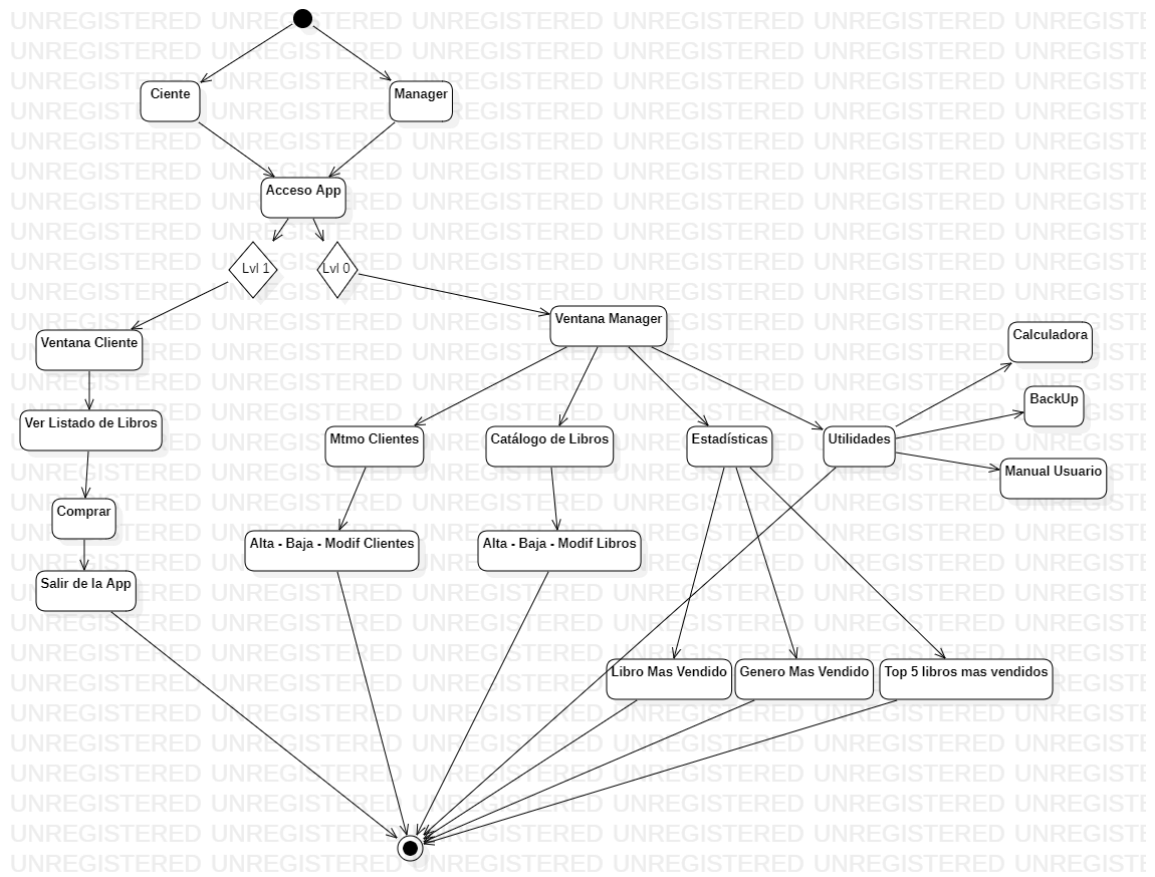 Ciente
Manager
Acceso App
Lvl 1
Lvl 0
Ventana Manager
Ventana Cliente
Calculadora
BackUp
Ver Listado de Libros
Mtmo Clientes
Catálogo de Libros
Estadísticas
Utilidades
Manual Usuario
Comprar
Alta - Baja - Modif Clientes
Alta - Baja - Modif Libros
Salir de la App
Libro Mas Vendido
Genero Mas Vendido
Top 5 libros mas vendidos
UNREGISTERED